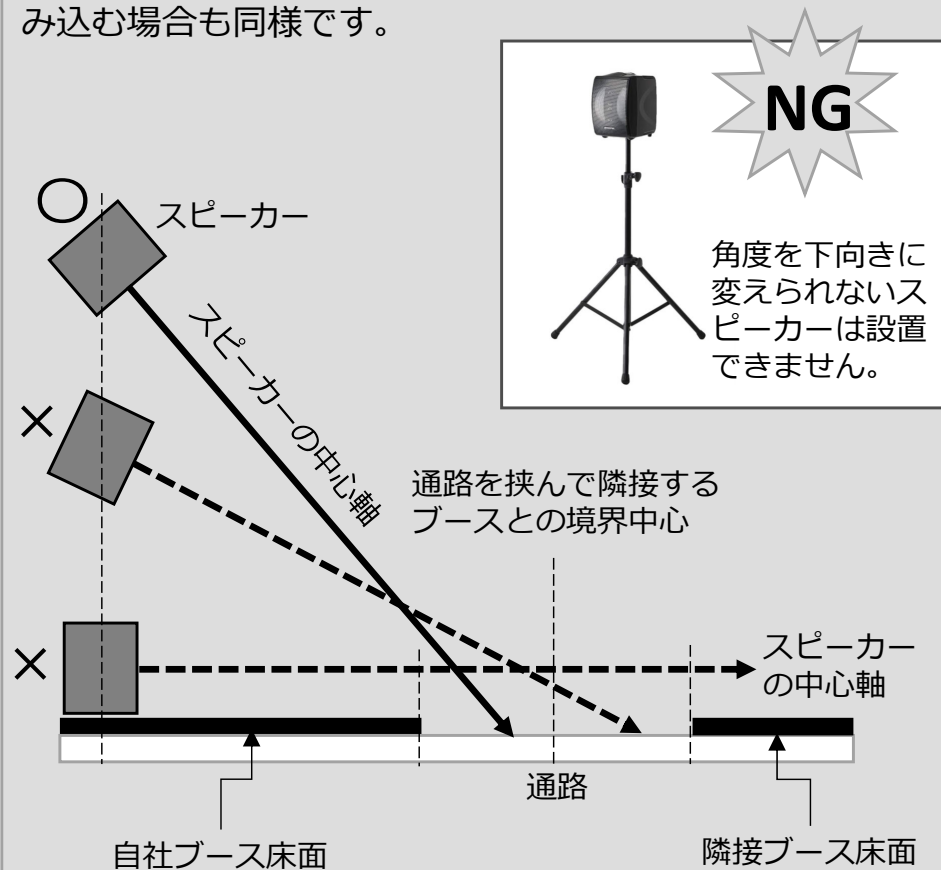 み込む場合も同様です。
NG
角度を下向きに
変えられないス
ピーカーは設置
できません。
○
スピーカー
スピーカーの中心軸
×
通路を挟んで隣接する
ブースとの境界中心
×
スピーカー
の中心軸
通路
自社ブース床面
隣接ブース床面